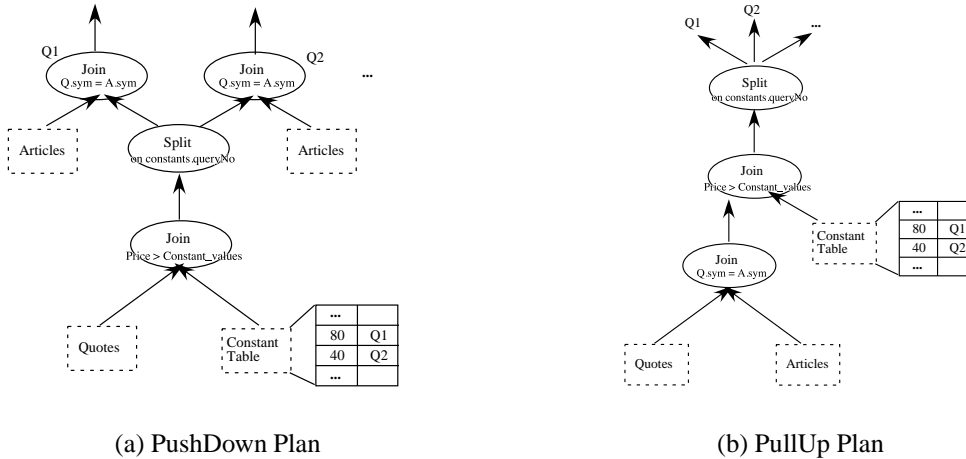 Q1
Join
Q.sym = A.sym
Join
Q.sym = A.sym
Q2
...
Articles
Split
on constants.queryNo
Articles
Join
Price > Constant_values
Quotes
Constant
Table
...
80 Q1
40 Q2
...
(a) PushDown Plan
Q1
Q2
...
Split
on constants.queryNo
Join
Price > Constant_values
Constant
Table
...
80 Q1
40 Q2
...
Join
Q.sym = A.sym
Quotes
Articles
(b) PullUp Plan